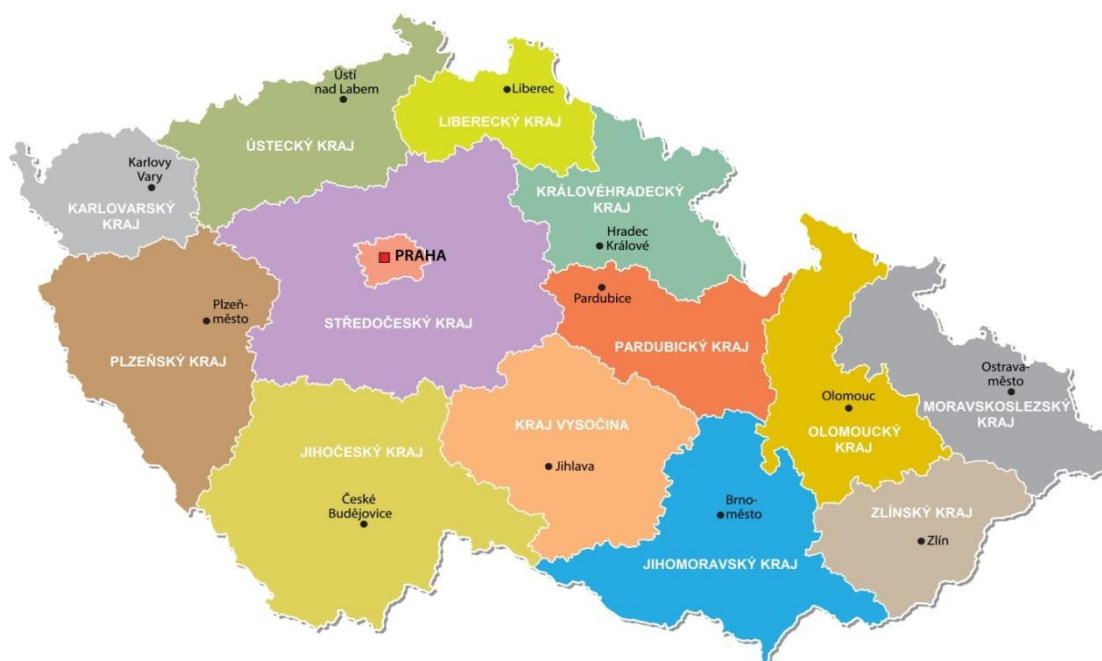 Ústí
nad Labem
Liberec
LIBERECKÝ KRAJ
ÚSTECKÝ KRAJ
Karlovy
Vary
KARLOVARSKÝ
KRAJ
KRÁLOVÉHRADECKÝ
KRAJ
Hradec
Králové
PRAHA
Pardubice
Plzeň-
město
STŘEDOČESKÝ KRAJ
PARDUBICKÝ KRAJ
PLZEŇSKÝ KRAJ
Ostrava-
město
MORAVSKOSLEZSKÝ
KRAJ
Olomouc
OLOMOUCKÝ
KRAJ
KRAJ VYSOČINA
JIHOČESKÝ KRAJ
Jihlava
České
Budějovice
Brno-
město
ZLÍNSKÝ KRAJ
Zlín
JIHOMORAVSKÝ KRAJ